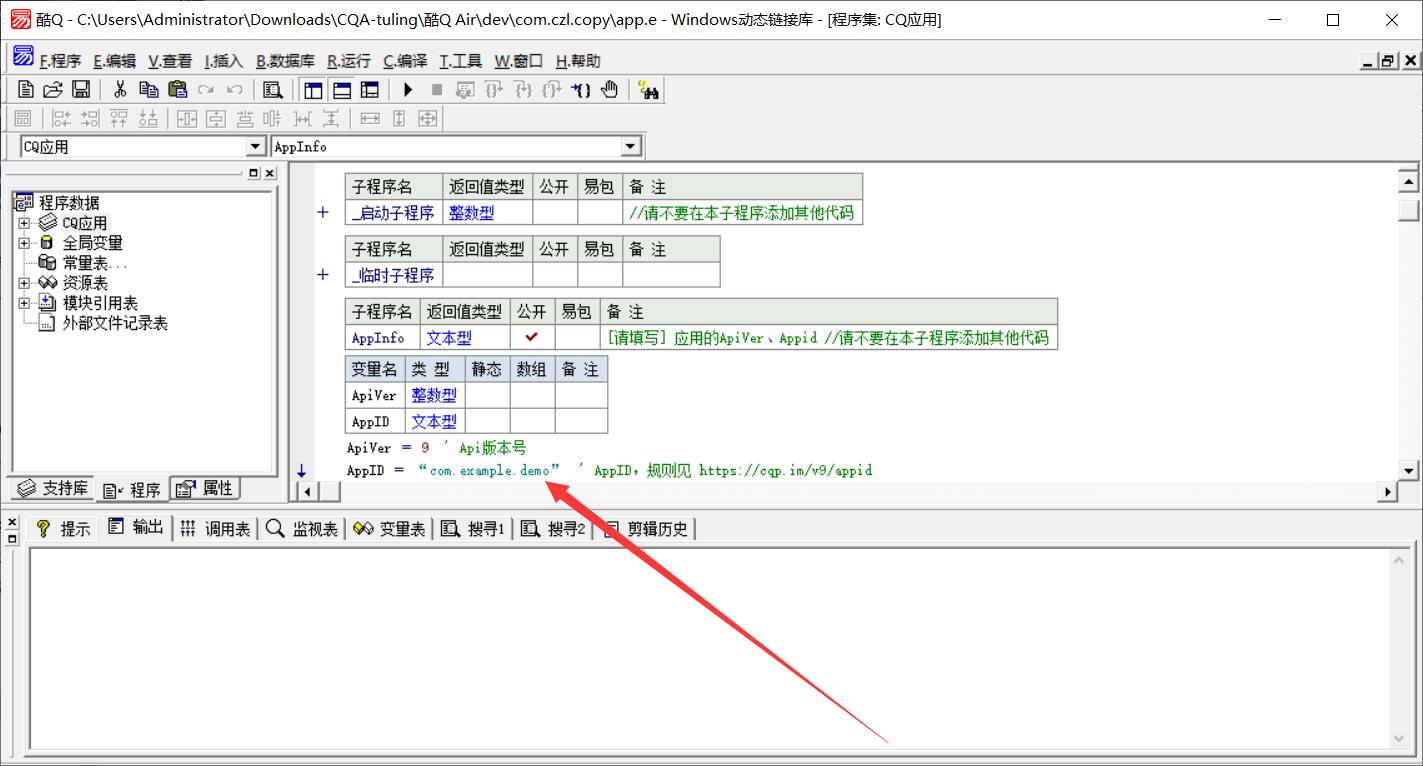 酷Q - C:\Users\Administrator\Downloads\CQA-tuling\酷Q Air\dev\com.czl.copy\app.e - Windows动态链接库 - [程序集: CQ应用]
F.程序 E.编辑 V.查看 I.插入 B.数据库 R.运行 C.编译 T.工具 W.窗口 H.帮助
CQ应用 AppInfo
程序数据
CQ应用
全局变量
常量表...
资源表
模块引用表
外部文件记录表
支持库 程序 属性
子程序名 返回值类型 公开 易包 备 注
_启动子程序 整数型 //请不要在本子程序添加其他代码
子程序名 返回值类型 公开 易包 备 注
_临时子程序
子程序名 返回值类型 公开 易包 备 注
AppInfo 文本型 [请填写] 应用的ApiVer、Appid //请不要在本子程序添加其他代码
变量名 类 型 静态 数组 备 注
ApiVer 整数型
AppID 文本型
ApiVer = 9 ' Api版本号
AppID = “com.example.demo” ' AppID，规则见 https://cqp.im/v9/appid
提示 输出 调用表 监视表 变量表 搜寻1 搜寻2 剪辑历史